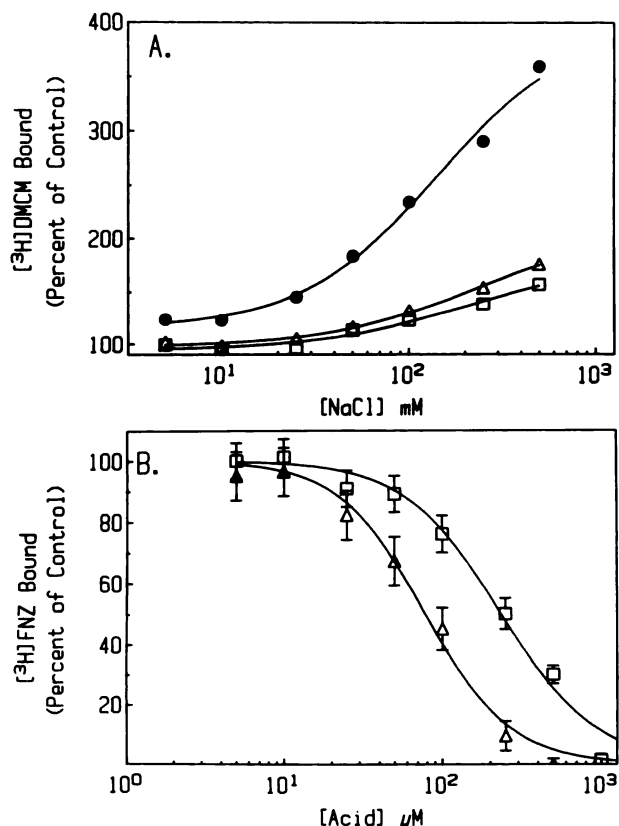 A.
[³H]DMCM Bound
(Percent of Control)
400
300
200
100
10¹
10²
10³
[NaCl] mM
B.
[³H]FNZ Bound
(Percent of Control)
100
80
60
40
20
10⁰
10¹
10²
10³
[Acid] μM